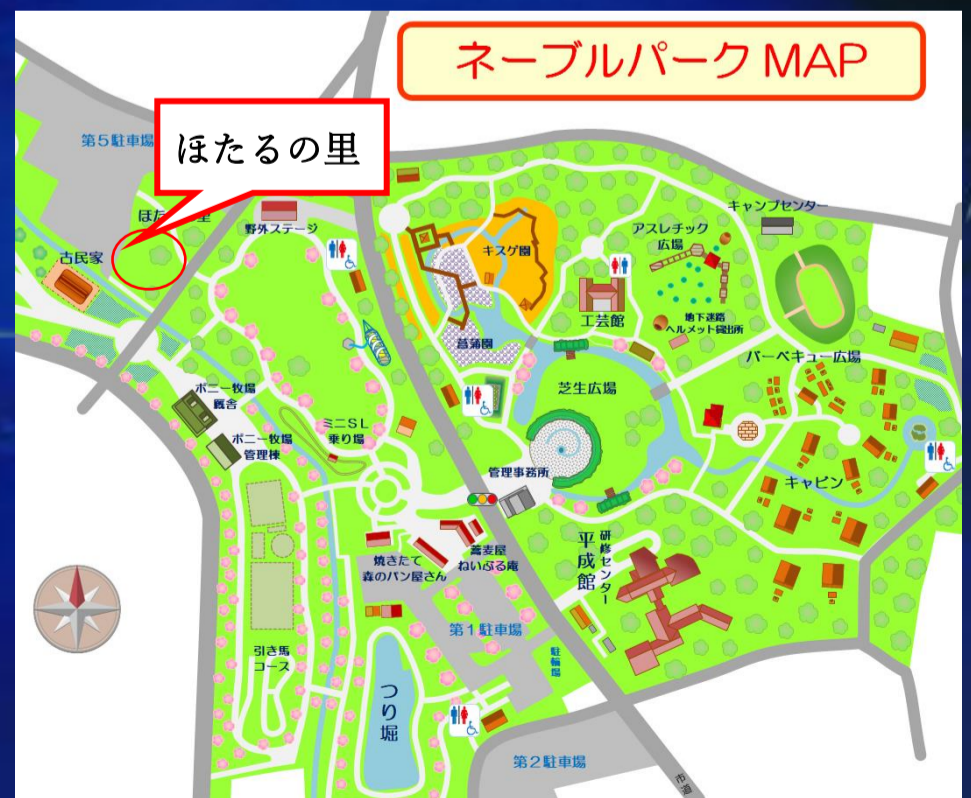 ネーブルパーク MAP
第5駐車場
ほたるの里
ほた
里
野外ステージ
古民家
キスゲ園
菖蒲園
工芸館
アスレチック
広場
キャンプセンター
地下迷路
ヘルメット貸出所
バーベキュー広場
芝生広場
ポニー牧場
厩舎
ポニー牧場
管理棟
ミニSL
乗り場
管理事務所
キャビン
焼きたて
森のパン屋さん
蕎麦屋
ねいぶる庵
研修センター
平成館
第1駐車場
駐輪場
引き馬
コース
つり堀
第2駐車場
市道